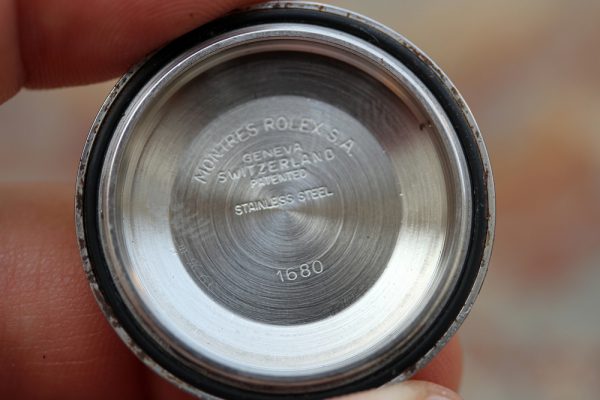 MONTRES ROLEX S.A.
GENEVA
SWITZERLAND
PATENTED
STAINLESS STEEL
1680